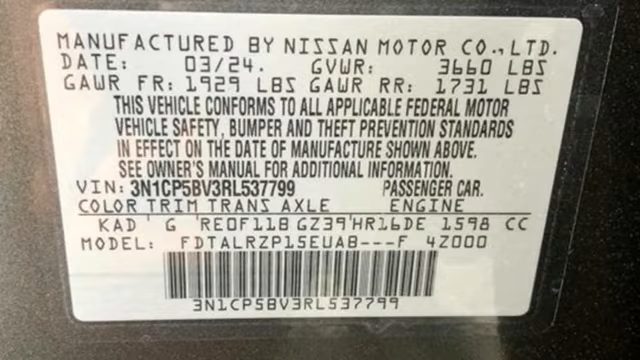 MANUFACTURED BY NISSAN MOTOR CO., LTD.
DATE: 03/24. GVWR: 3660 LBS
GAWR FR: 1929 LBS GAWR RR: 1731 LBS
THIS VEHICLE CONFORMS TO ALL APPLICABLE FEDERAL MOTOR
VEHICLE SAFETY, BUMPER AND THEFT PREVENTION STANDARDS
IN EFFECT ON THE DATE OF MANUFACTURE SHOWN ABOVE.
SEE OWNER'S MANUAL FOR ADDITIONAL INFORMATION.
VIN: 3N1CP5BV3RL537799 PASSENGER CAR.
COLOR TRIM TRANS AXLE ENGINE
KAD G RE0F11B GZ39 HR16DE 1598 CC
MODEL: FDTALRZP15EUAB---F 4Z000
3N1CP5BV3RL537799